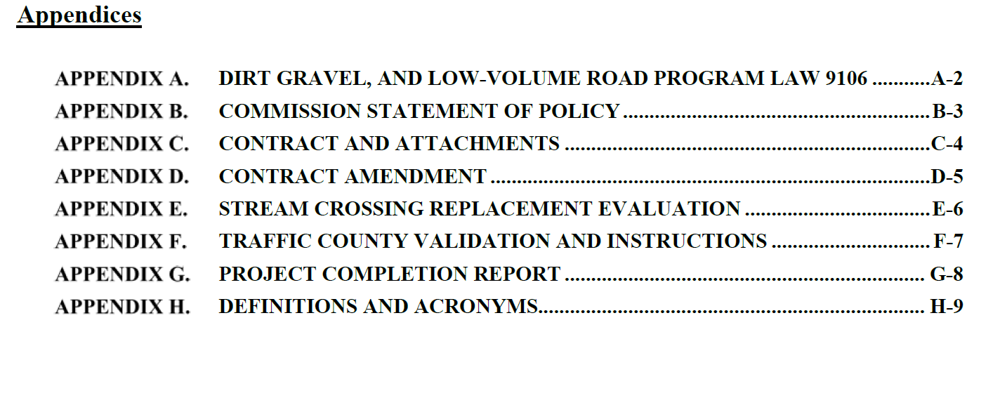 Appendices
APPENDIX A. DIRT GRAVEL, AND LOW-VOLUME ROAD PROGRAM LAW 9106 ...........A-2
APPENDIX B. COMMISSION STATEMENT OF POLICY..........................................................B-3
APPENDIX C. CONTRACT AND ATTACHMENTS .....................................................................C-4
APPENDIX D. CONTRACT AMENDMENT...................................................................................D-5
APPENDIX E. STREAM CROSSING REPLACEMENT EVALUATION...................................E-6
APPENDIX F. TRAFFIC COUNTY VALIDATION AND INSTRUCTIONS..............................F-7
APPENDIX G. PROJECT COMPLETION REPORT.................................................................... G-8
APPENDIX H. DEFINITIONS AND ACRONYMS......................................................................... H-9